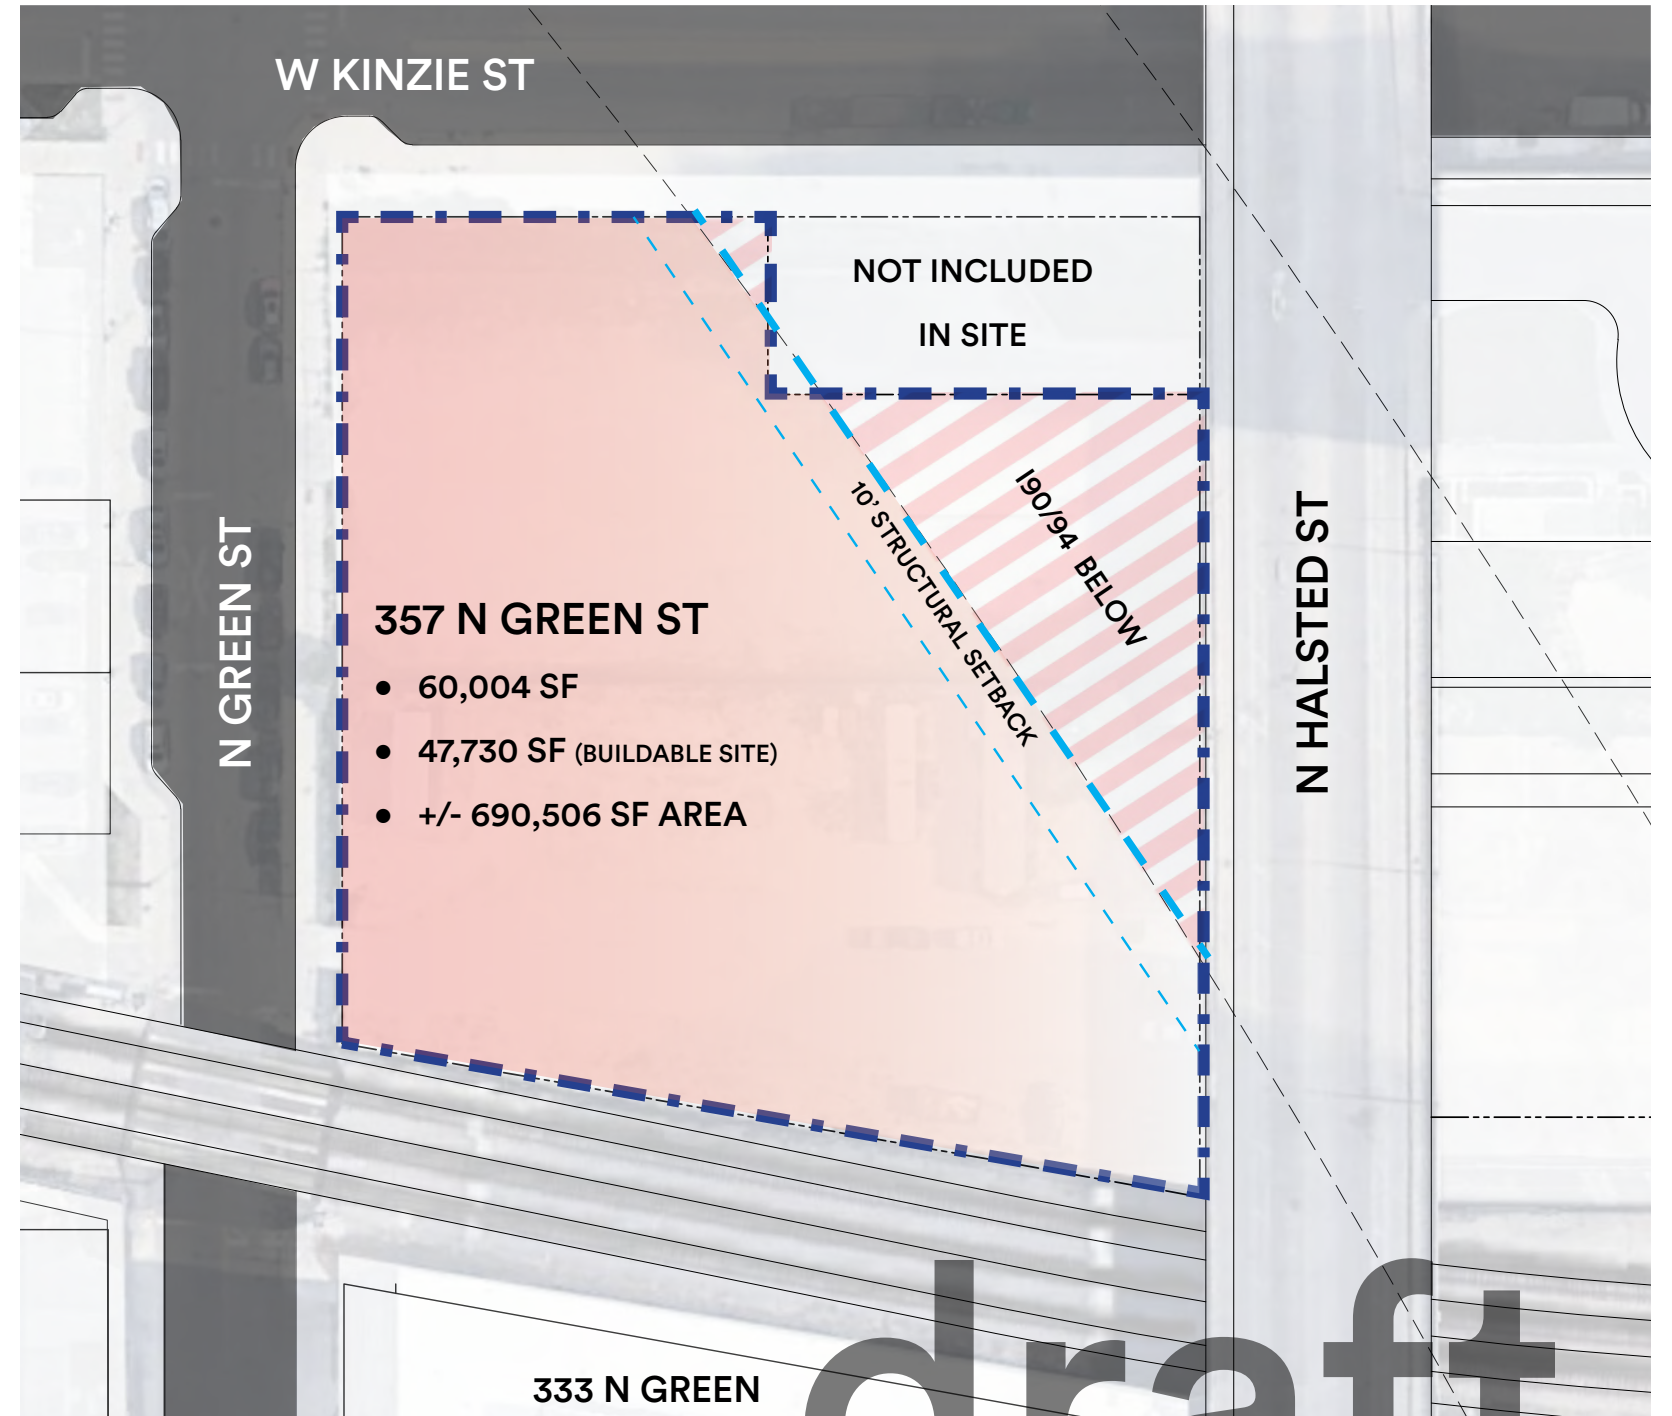 W KINZIE ST
NOT INCLUDED
IN SITE
I90/94 BELOW
10' STRUCTURAL SETBACK
N GREEN ST
N HALSTED ST
357 N GREEN ST
• 60,004 SF
• 47,730 SF (BUILDABLE SITE)
• +/- 690,506 SF AREA
333 N GREEN
draft